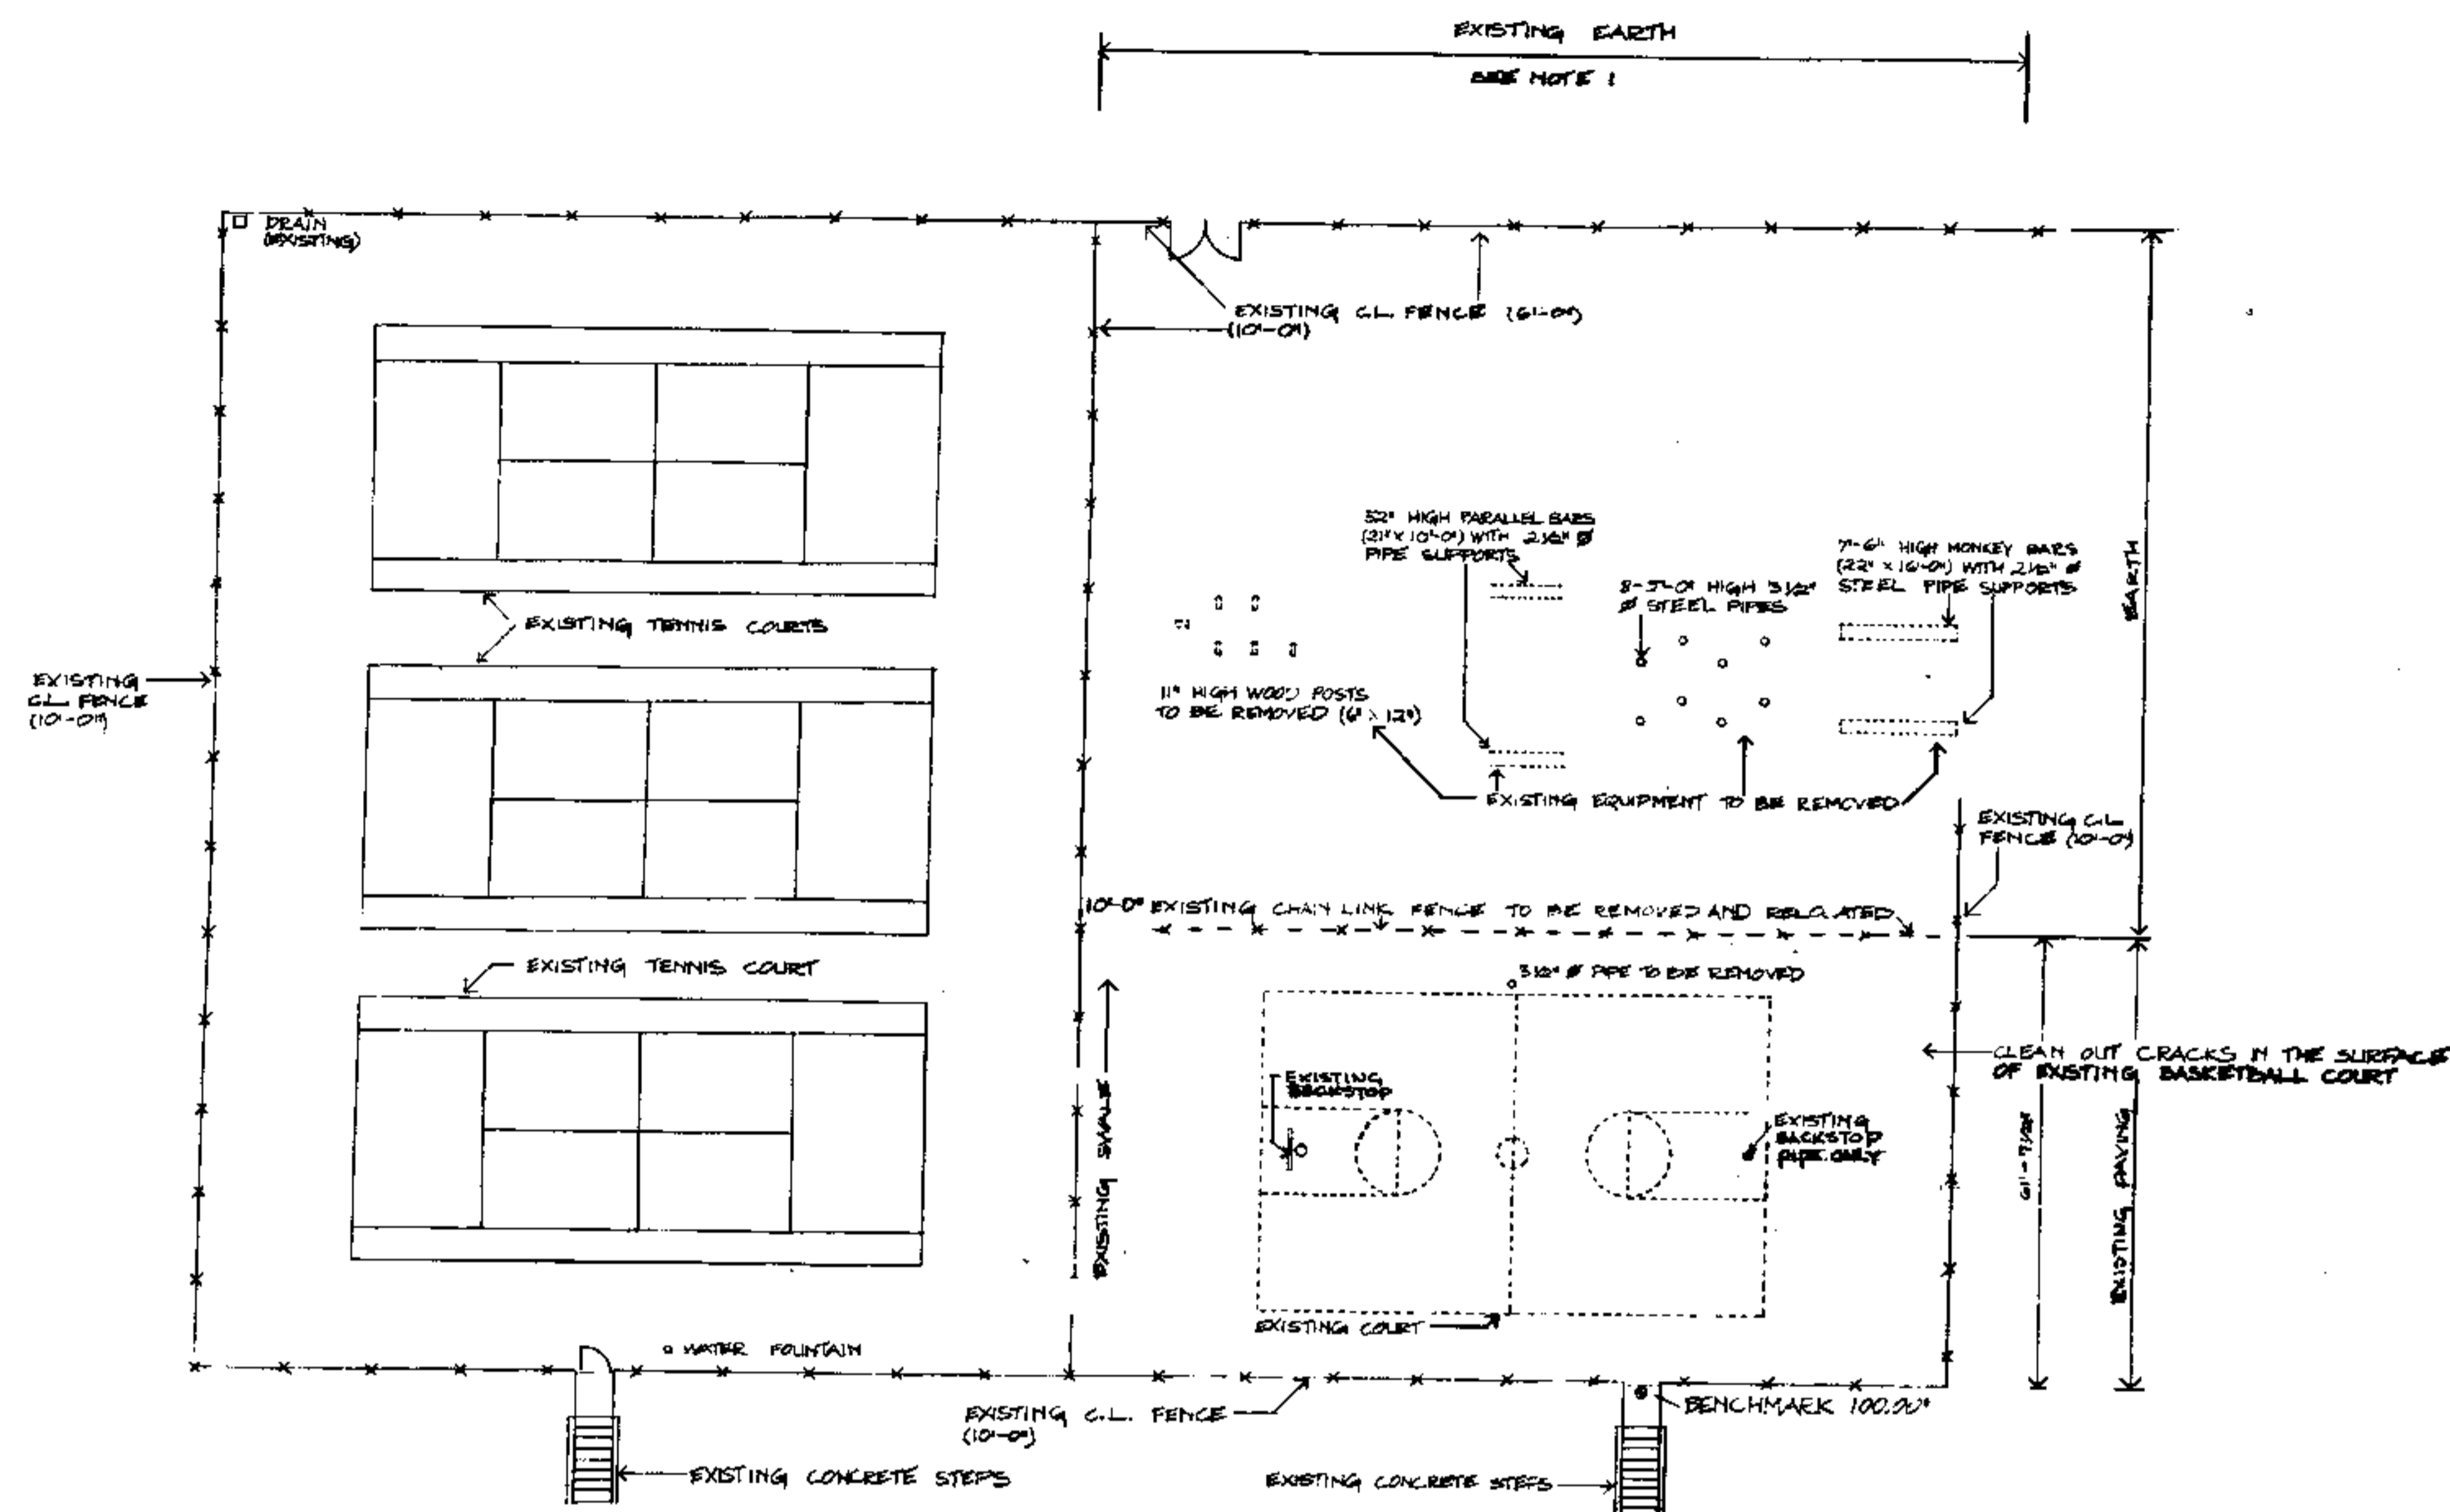 EXISTING EARTH
SEE NOTE 1
DRAIN
(EXISTING)
EXISTING C.L. FENCE (6'-0")
(10'-0")
52" HIGH PARALLEL BARS
(21" X 10'-0") WITH 2 1/2" Ø
PIPE SUPPORTS
7'-6" HIGH MONKEY BARS
(22" X 16'-0") WITH 2 1/2" Ø
STEEL PIPE SUPPORTS
HIGH 3 1/2"
Ø STEEL PIPES
EARTH
EXISTING TENNIS COURTS
EXISTING
C.L. FENCE
(10'-0")
11" HIGH WOOD POSTS
TO BE REMOVED (6" X 12")
EXISTING EQUIPMENT TO BE REMOVED
EXISTING C.L.
FENCE (10'-0")
10'-0" EXISTING CHAIN LINK FENCE TO BE REMOVED AND RELOCATED
EXISTING TENNIS COURT
3 1/2" Ø PIPE TO BE REMOVED
CLEAN OUT CRACKS IN THE SURFACE
OF EXISTING BASKETBALL COURT
EXISTING
BACKSTOP
EXISTING
BACKSTOP
PIPE ONLY
EXISTING SWALE
61'-7 1/2"
EXISTING PAVING
EXISTING COURT
WATER FOUNTAIN
EXISTING C.L. FENCE
(10'-0")
BENCHMARK 100.00'
EXISTING CONCRETE STEPS
EXISTING CONCRETE STEPS